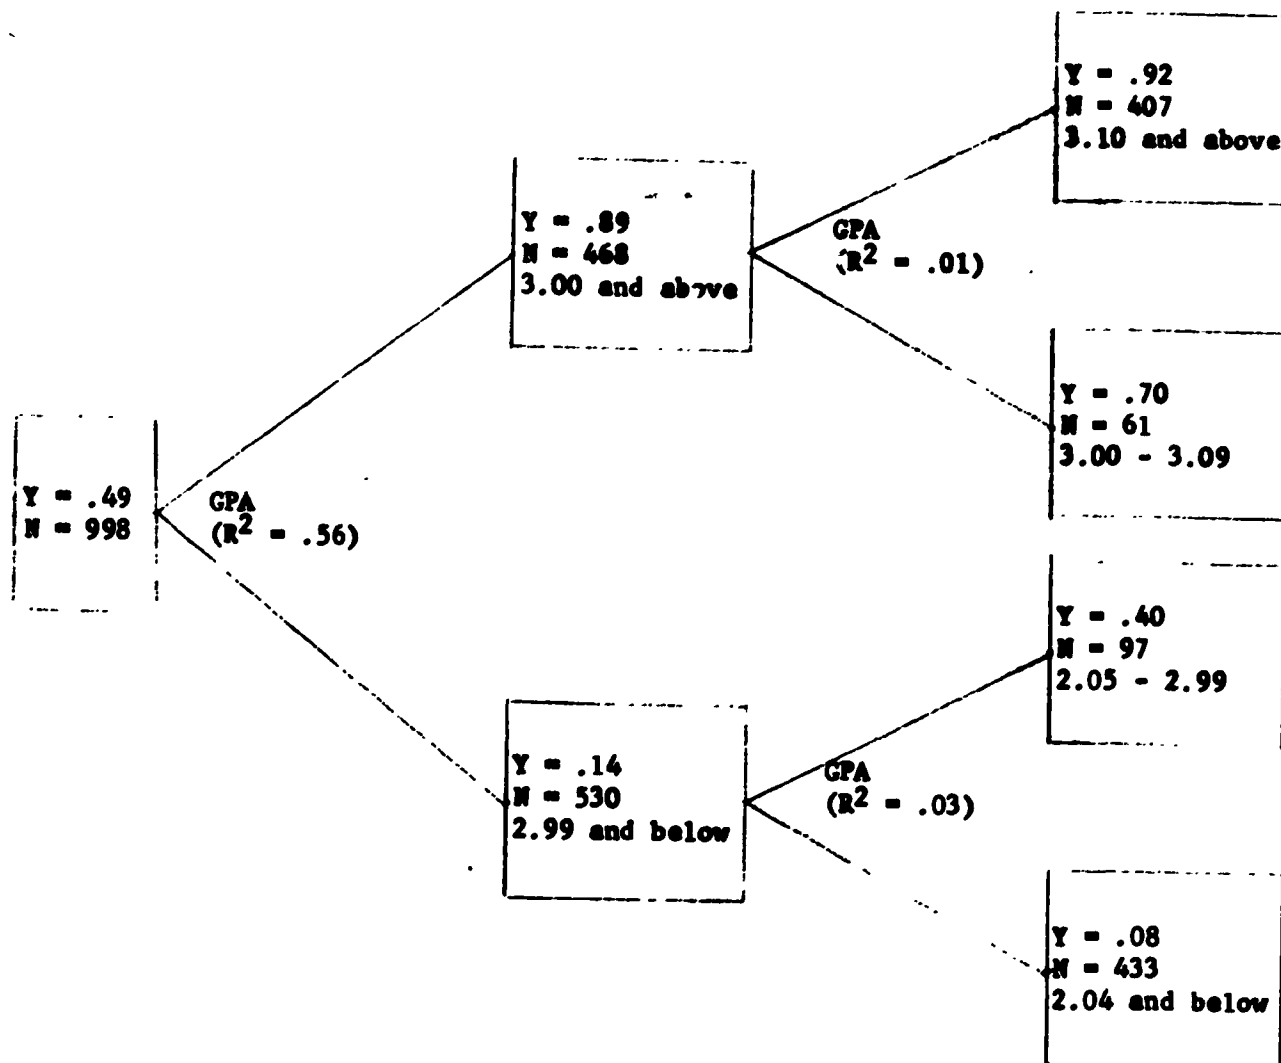 Y = .92
N = 407
3.10 and above
Y = .89
N = 468
3.00 and above
GPA
(R² = .01)
Y = .70
N = 61
3.00 - 3.09
Y = .49
N = 998
GPA
(R² = .56)
Y = .40
N = 97
2.05 - 2.99
Y = .14
N = 530
2.99 and below
GPA
(R² = .03)
Y = .08
N = 433
2.04 and below